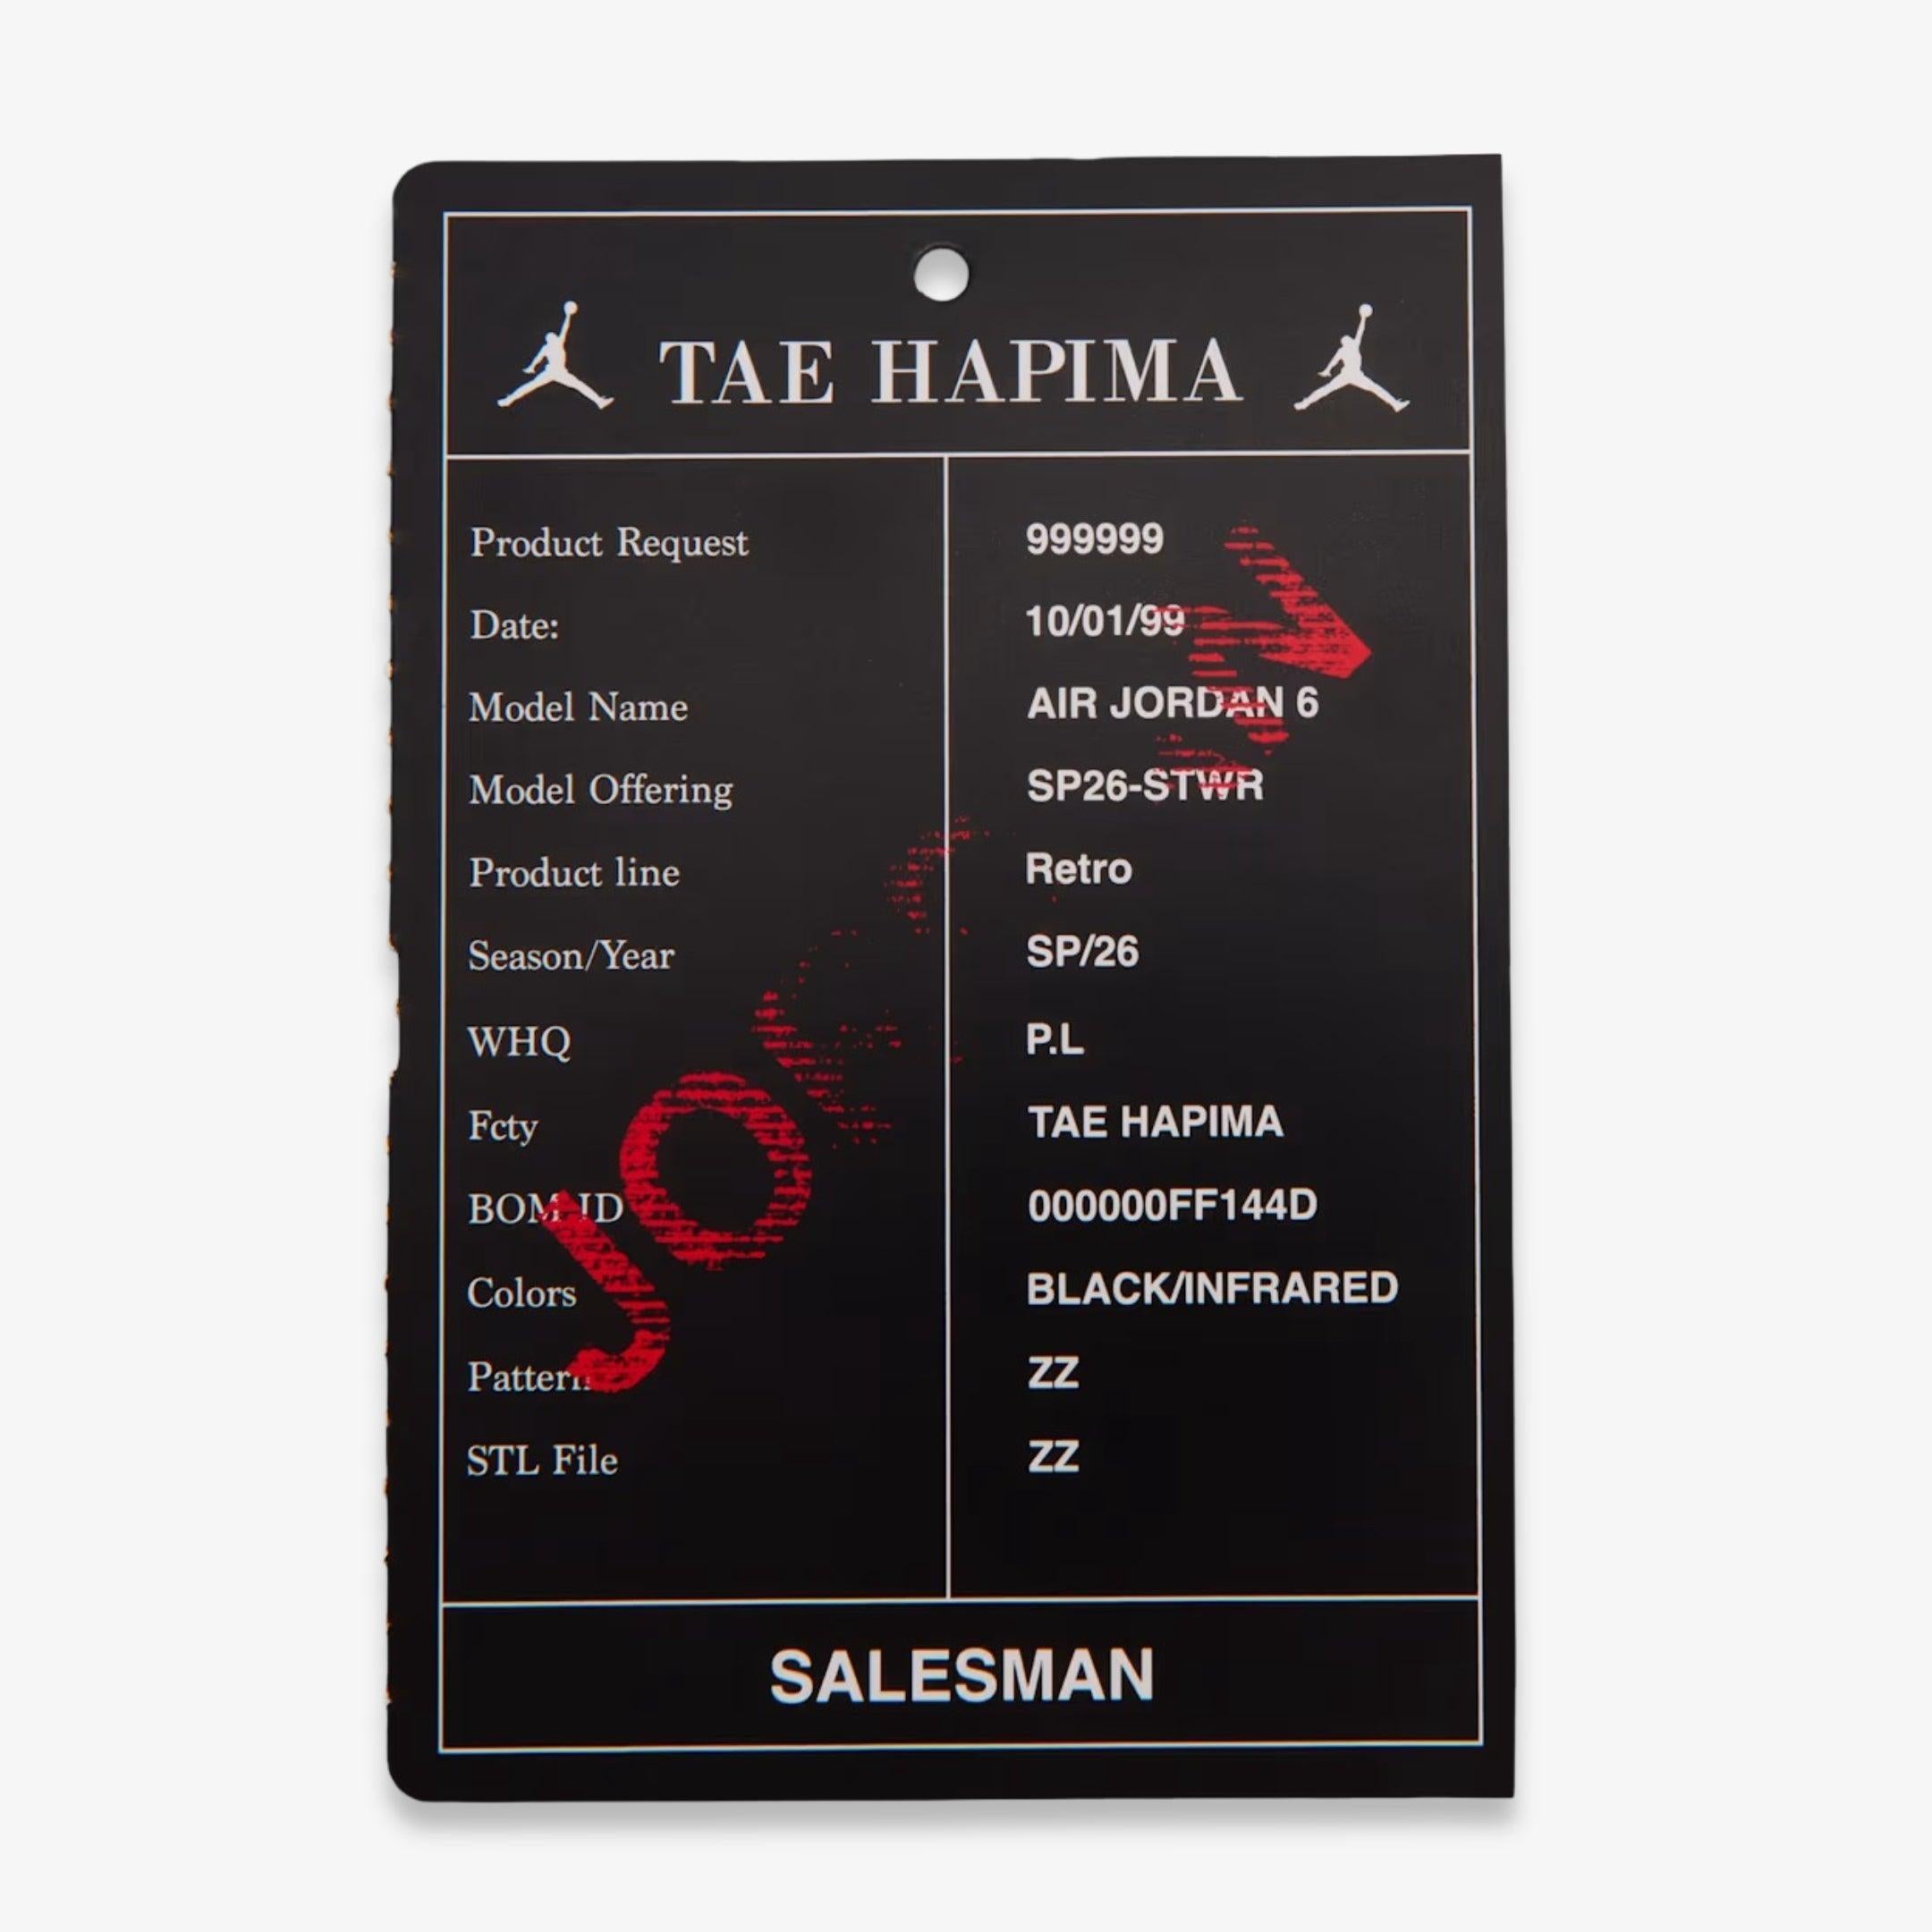 TAE HAPIMA
Product Request 999999
Date: 10/01/99
Model Name AIR JORDAN 6
Model Offering SP26-STWR
Product line Retro
Season/Year SP/26
WHQ P.L
Fcty TAE HAPIMA
BOM ID 000000FF144D
Colors BLACK/INFRARED
Pattern ZZ
STL File ZZ
SALESMAN